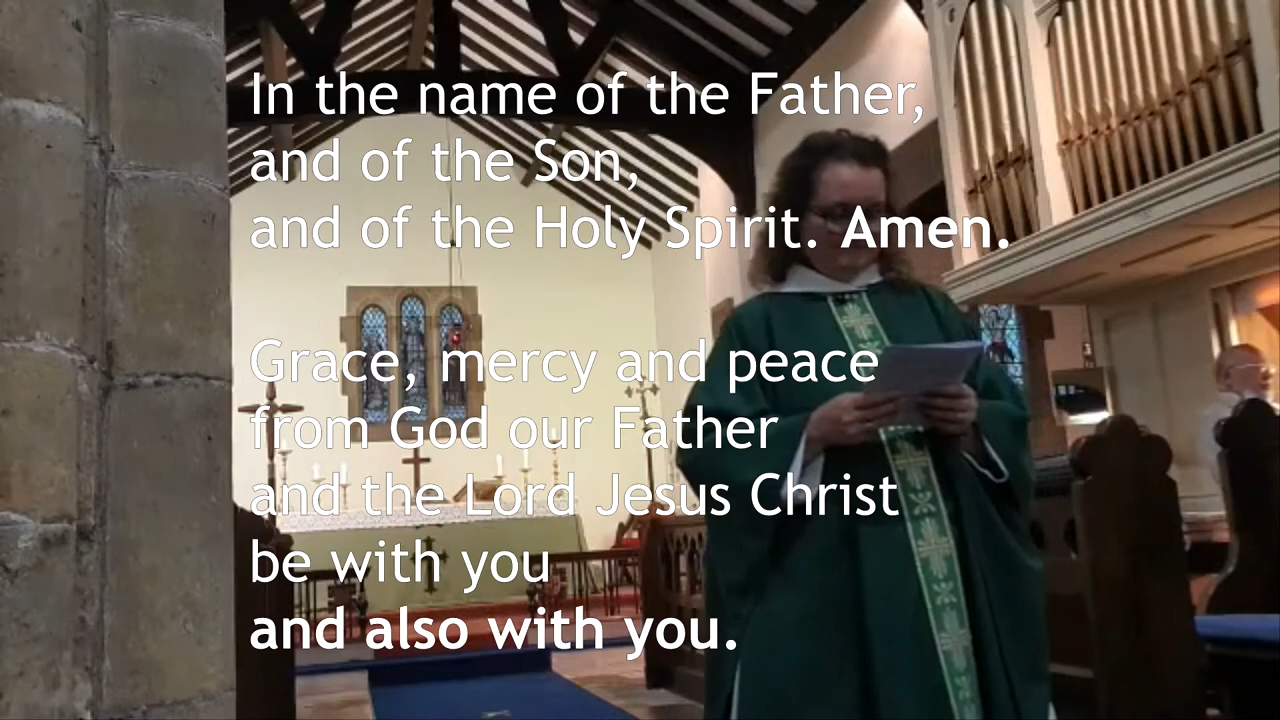 In the name of the Father,
and of the Son,
and of the Holy Spirit. Amen.
Grace, mercy and peace
from God our Father
and the Lord Jesus Christ
be with you
and also with you.